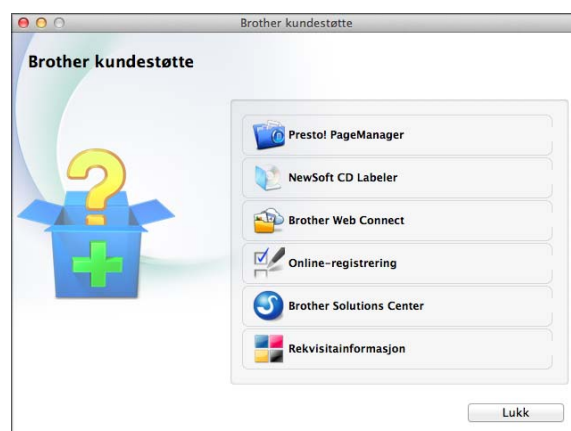 Brother kundestøtte
Brother kundestøtte
Presto! PageManager
NewSoft CD Labeler
Brother Web Connect
Online-registrering
Brother Solutions Center
Rekvisitainformasjon
Lukk